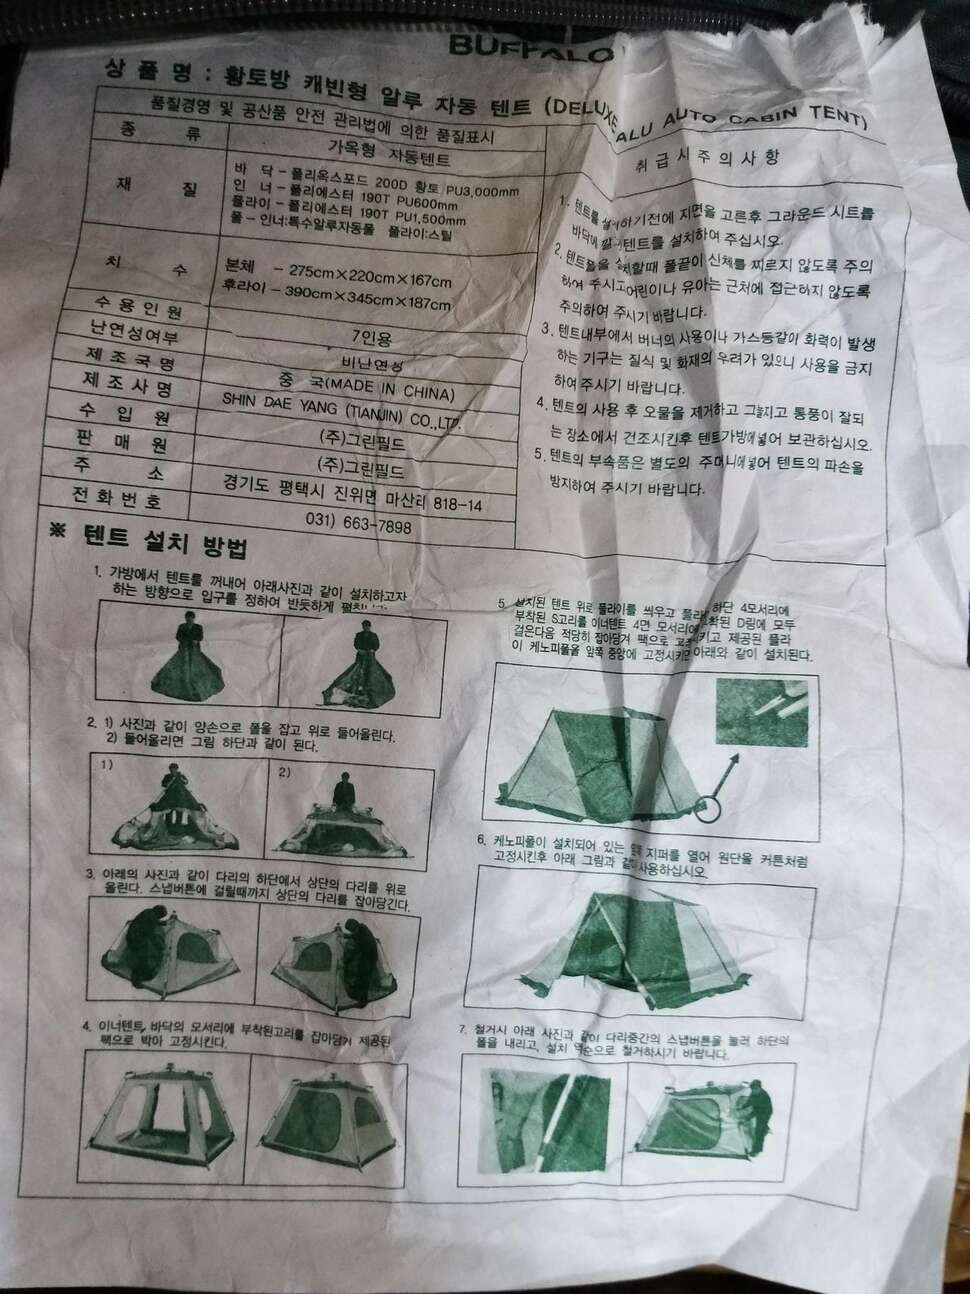 BUFFALO
상 품 명 : 황토방 캐빈형 알루 자동 텐트 (DELUXE ALU AUTO CABIN TENT)
품질경영 및 공산품 안전 관리법에 의한 품질표시
종 류 가옥형 자동텐트
재 질 바 닥 - 폴리옥스포드 200D 황토 PU3,000mm
인 너 - 폴리에스터 190T PU600mm
플라이 - 폴리에스터 190T PU1,500mm
폴 - 인너:특수알루자동폴 플라이:스틸
치 수 본체 - 275cm×220cm×167cm
후라이 - 390cm×345cm×187cm
수 용 인 원 7인용
난연성여부 비난연성
제 조 국 명 중 국(MADE IN CHINA)
제 조 사 명 SHIN DAE YANG (TIANJIN) CO.,LTD.
수 입 원 (주)그린필드
판 매 원 (주)그린필드
주 소 경기도 평택시 진위면 마산리 818-14
전 화 번 호 031) 663-7898
취 급 시 주 의 사 항
1. 텐트를 설치하기전에 지면을 고른후 그라운드 시트를
바닥에 텐트를 설치하여 주십시오.
2. 텐트폴을 설치할때 폴끝이 신체를 찌르지 않도록 주의
하여 주시고 어린이나 유아는 근처에 접근하지 않도록
주의하여 주시기 바랍니다.
3. 텐트내부에서 버너의 사용이나 가스등같이 화력이 발생
하는 기구는 질식 및 화재의 우려가 있으니 사용을 금지
하여 주시기 바랍니다.
4. 텐트의 사용 후 오물을 제거하고 그늘지고 통풍이 잘되
는 장소에서 건조시킨후 텐트가방에 넣어 보관하십시오.
5. 텐트의 부속품은 별도의 주머니에 넣어 텐트의 파손을
방지하여 주시기 바랍니다.
※ 텐트 설치 방법
1. 가방에서 텐트를 꺼내어 아래사진과 같이 설치하고자
하는 방향으로 입구를 정하여 반듯하게
2. 1) 사진과 같이 양손으로 폴을 잡고 위로 들어올린다.
2) 들어올리면 그림 하단과 같이 된다.
1)
2)
3. 아래의 사진과 같이 다리의 하단에서 상단의 다리를 위로
올린다. 스냅버튼에 걸릴때까지 상단의 다리를 잡아당긴다.
4. 이너텐트 바닥의 모서리에 부착된고리를 잡아당겨 제공된
팩으로 박아 고정시킨다.
5. 설치된 텐트 위로 플라이를 씌우고 플라이 하단 4모서리에
부착된 S고리를 이너텐트 4면 모서리에 부착된 D링에 모두
걸은다음 적당히 잡아당겨 팩으로 고정시키고 제공된 플라
이 케노피폴을 앞쪽 중앙에 고정시키면 아래와 같이 설치된다.
6. 케노피폴이 설치되어 있는 앞쪽 지퍼를 열어 원단을 커튼처럼
고정시킨후 아래 그림과 같이 사용하십시오.
7. 철거시 아래 사진과 같이 다리중간의 스냅버튼을 눌러 하단의
폴을 내리고, 설치 역순으로 철거하시기 바랍니다.